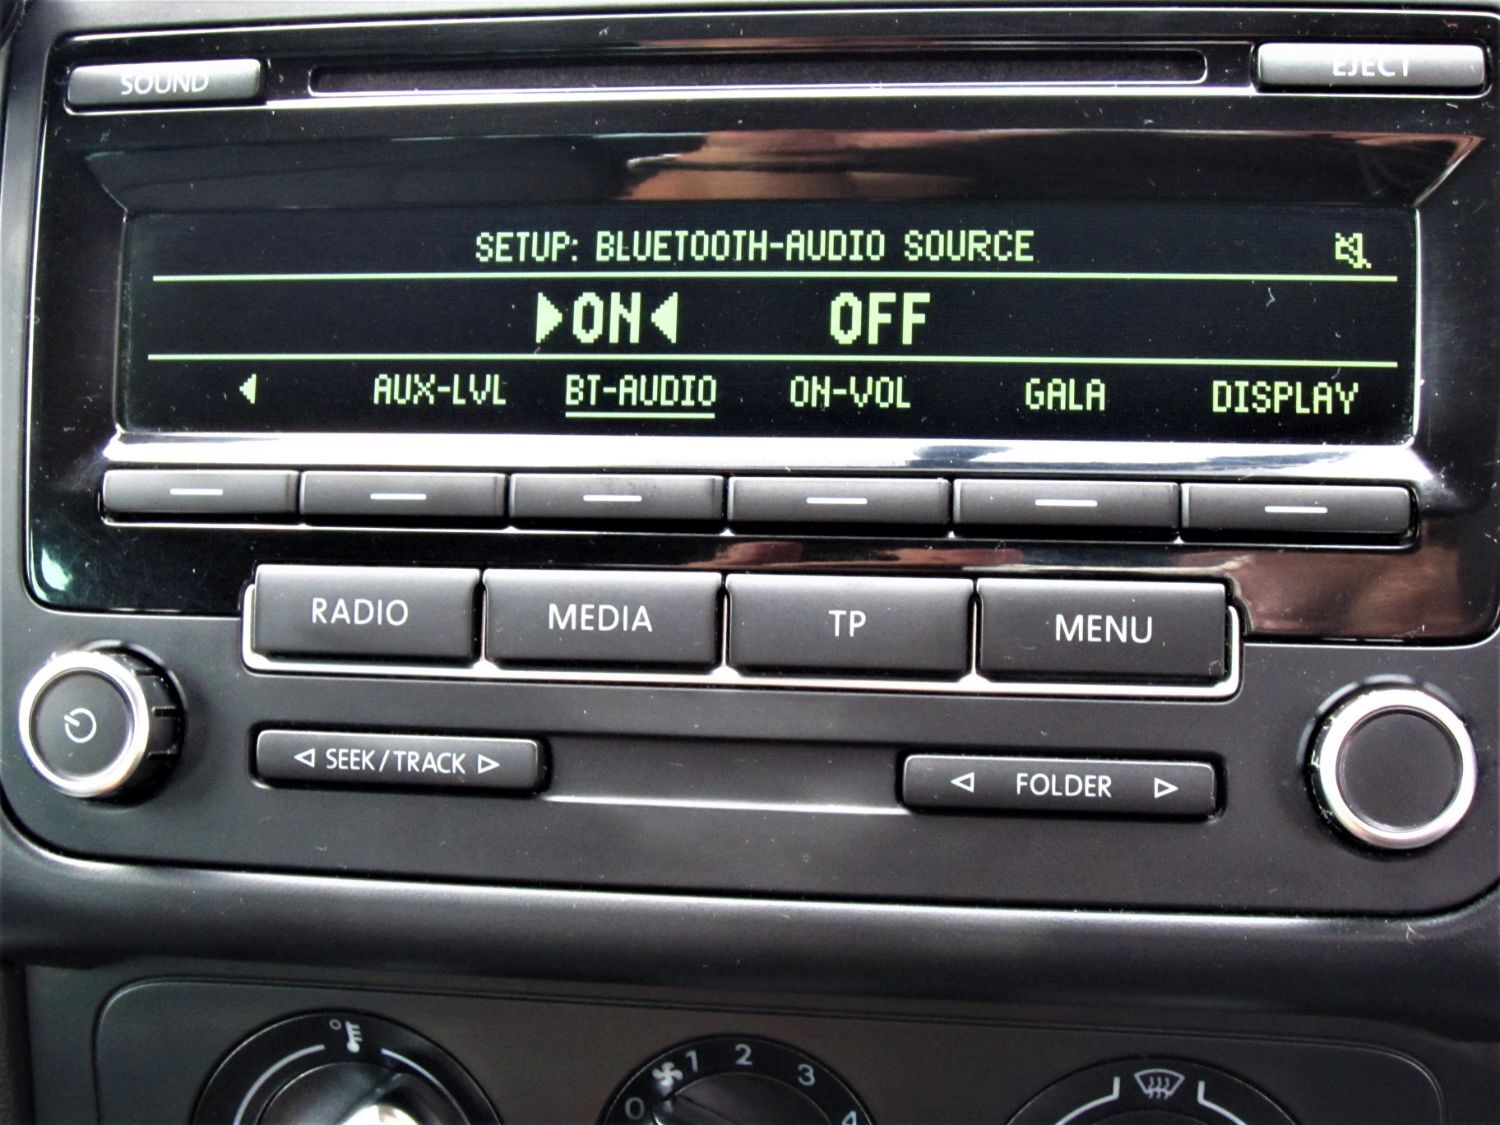 SOUND EJECT
SETUP: BLUETOOTH-AUDIO SOURCE
ON OFF
AUX-LVL BT-AUDIO ON-VOL GALA DISPLAY
RADIO MEDIA TP MENU
SEEK/TRACK FOLDER
0 1 2 3 4